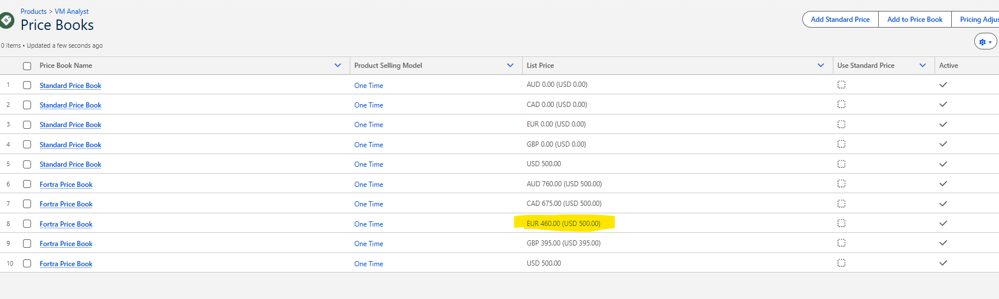 Products > VM Analyst
Price Books
Add Standard Price Add to Price Book Pricing Adjus
0 items • Updated a few seconds ago
Price Book Name Product Selling Model List Price Use Standard Price Active
1 Standard Price Book One Time AUD 0.00 (USD 0.00)
2 Standard Price Book One Time CAD 0.00 (USD 0.00)
3 Standard Price Book One Time EUR 0.00 (USD 0.00)
4 Standard Price Book One Time GBP 0.00 (USD 0.00)
5 Standard Price Book One Time USD 500.00
6 Fortra Price Book One Time AUD 760.00 (USD 500.00)
7 Fortra Price Book One Time CAD 675.00 (USD 500.00)
8 Fortra Price Book One Time EUR 460.00 (USD 500.00)
9 Fortra Price Book One Time GBP 395.00 (USD 395.00)
10 Fortra Price Book One Time USD 500.00